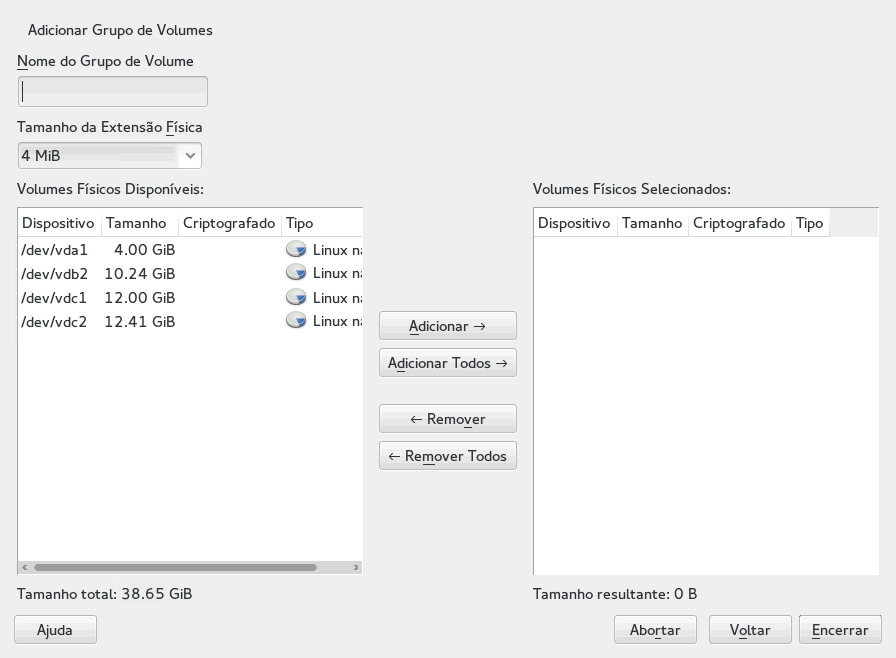 Adicionar Grupo de Volumes
Nome do Grupo de Volume
Tamanho da Extensão Física
4 MiB
Volumes Físicos Disponíveis:
Dispositivo Tamanho Criptografado Tipo
/dev/vda1 4.00 GiB Linux na
/dev/vdb2 10.24 GiB Linux na
/dev/vdc1 12.00 GiB Linux na
/dev/vdc2 12.41 GiB Linux na
Tamanho total: 38.65 GiB
Adicionar →
Adicionar Todos →
← Remover
← Remover Todos
Volumes Físicos Selecionados:
Dispositivo Tamanho Criptografado Tipo
Tamanho resultante: 0 B
Ajuda
Abortar
Voltar
Encerrar